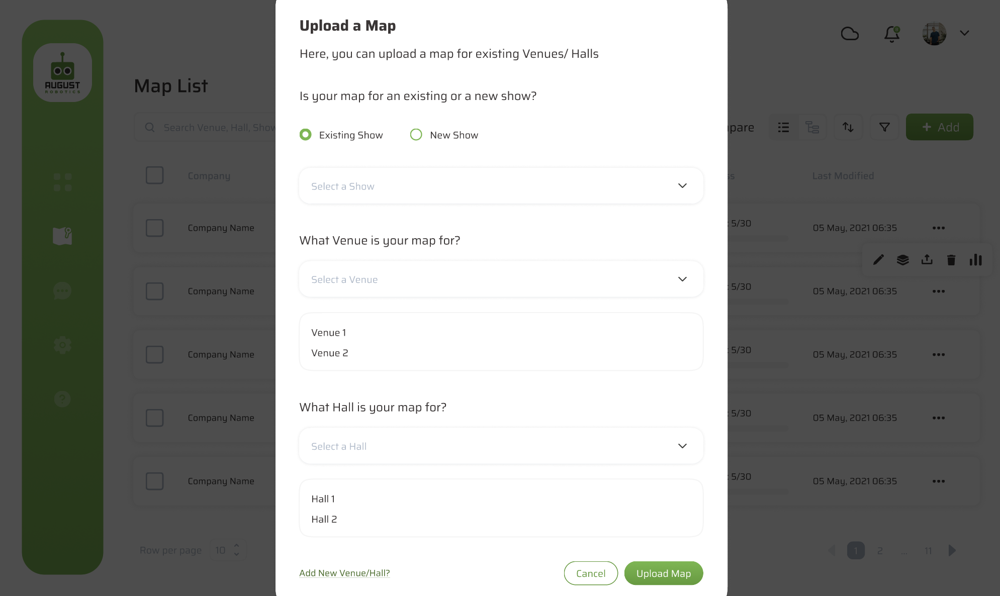 AUGUST
ROBOTICS
Map List
Search Venue, Hall, Show
Add
Company
Last Modified
Company Name
5/30
05 May, 2021 06:35
Company Name
5/30
05 May, 2021 06:35
Company Name
5/30
05 May, 2021 06:35
Company Name
5/30
05 May, 2021 06:35
Company Name
5/30
05 May, 2021 06:35
Row per page
10
1
2
...
11
Upload a Map
Here, you can upload a map for existing Venues/ Halls
Is your map for an existing or a new show?
Existing Show
New Show
Select a Show
What Venue is your map for?
Select a Venue
Venue 1
Venue 2
What Hall is your map for?
Select a Hall
Hall 1
Hall 2
Add New Venue/Hall?
Cancel
Upload Map